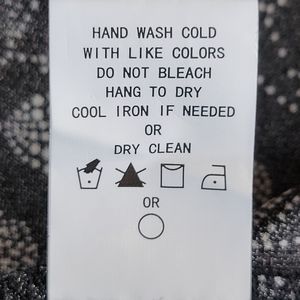 HAND WASH COLD
WITH LIKE COLORS
DO NOT BLEACH
HANG TO DRY
COOL IRON IF NEEDED
OR
DRY CLEAN
OR